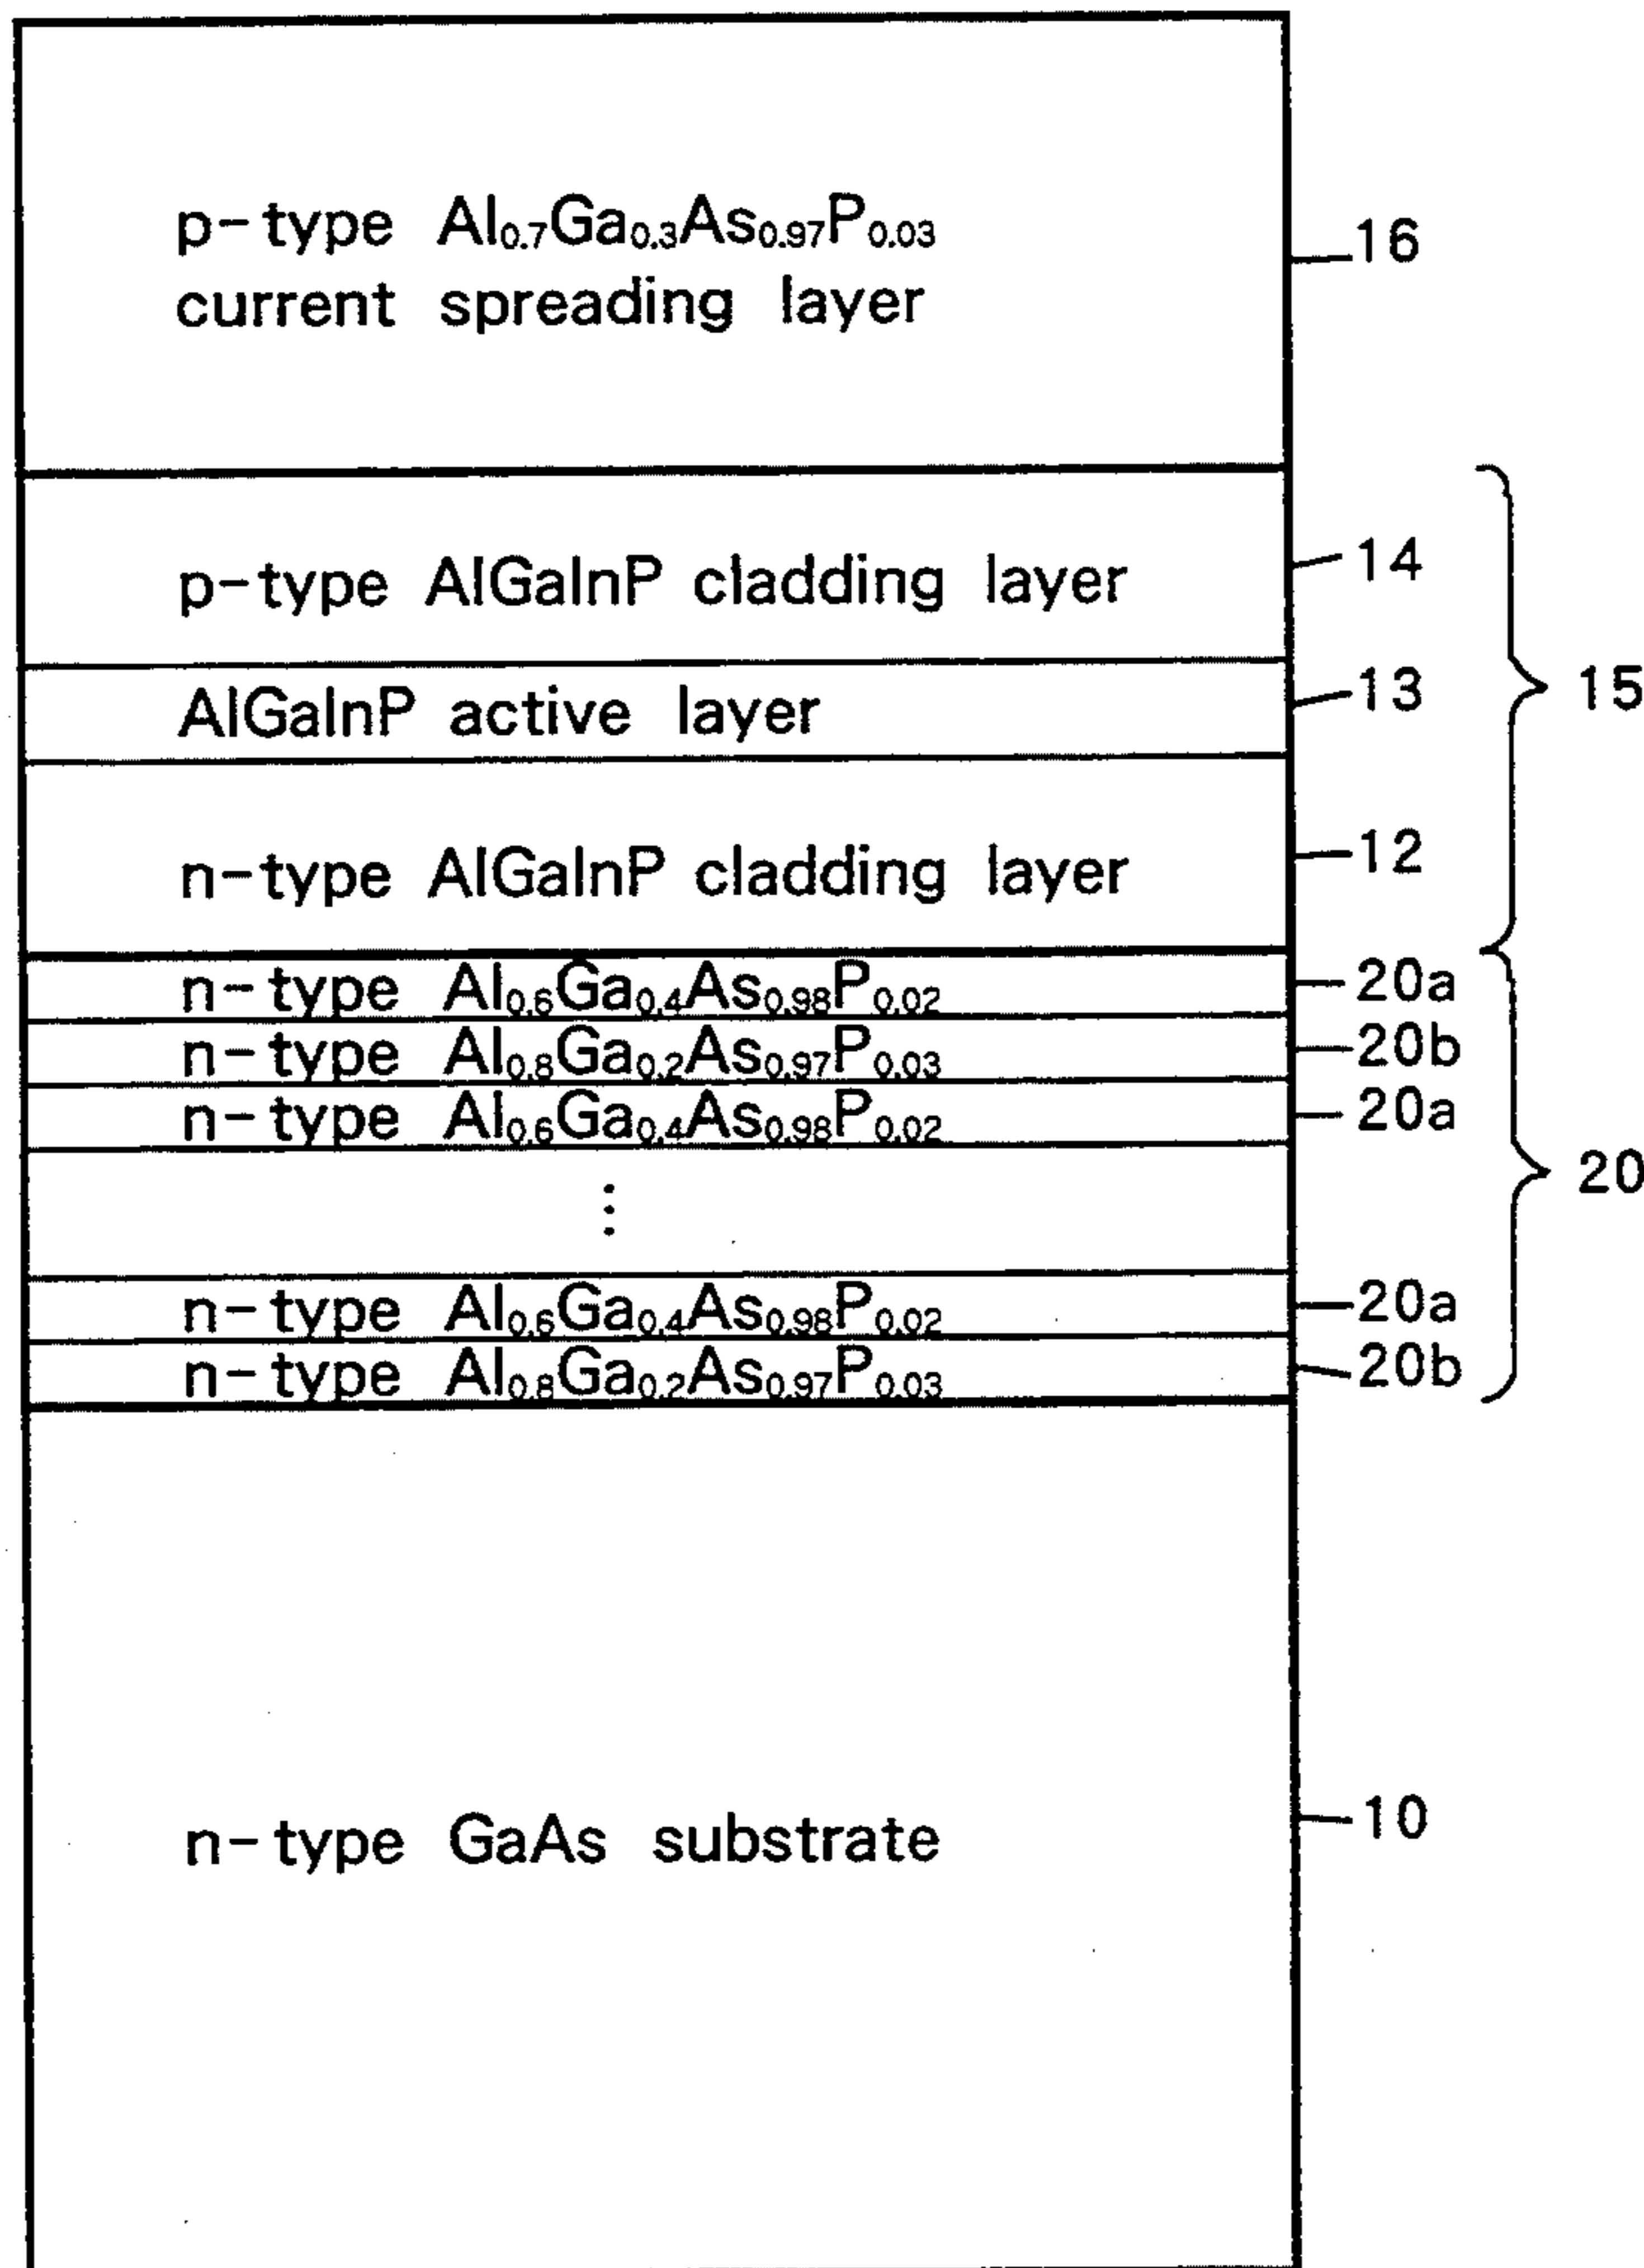 p-type Al0.7Ga0.3As0.97P0.03
current spreading layer
16
p-type AlGaInP cladding layer
14
AlGaInP active layer
13
15
n-type AlGaInP cladding layer
12
n-type Al0.6Ga0.4As0.98P0.02
20a
n-type Al0.8Ga0.2As0.97P0.03
20b
n-type Al0.6Ga0.4As0.98P0.02
20a
20
⋮
n-type Al0.6Ga0.4As0.98P0.02
20a
n-type Al0.8Ga0.2As0.97P0.03
20b
n-type GaAs substrate
10